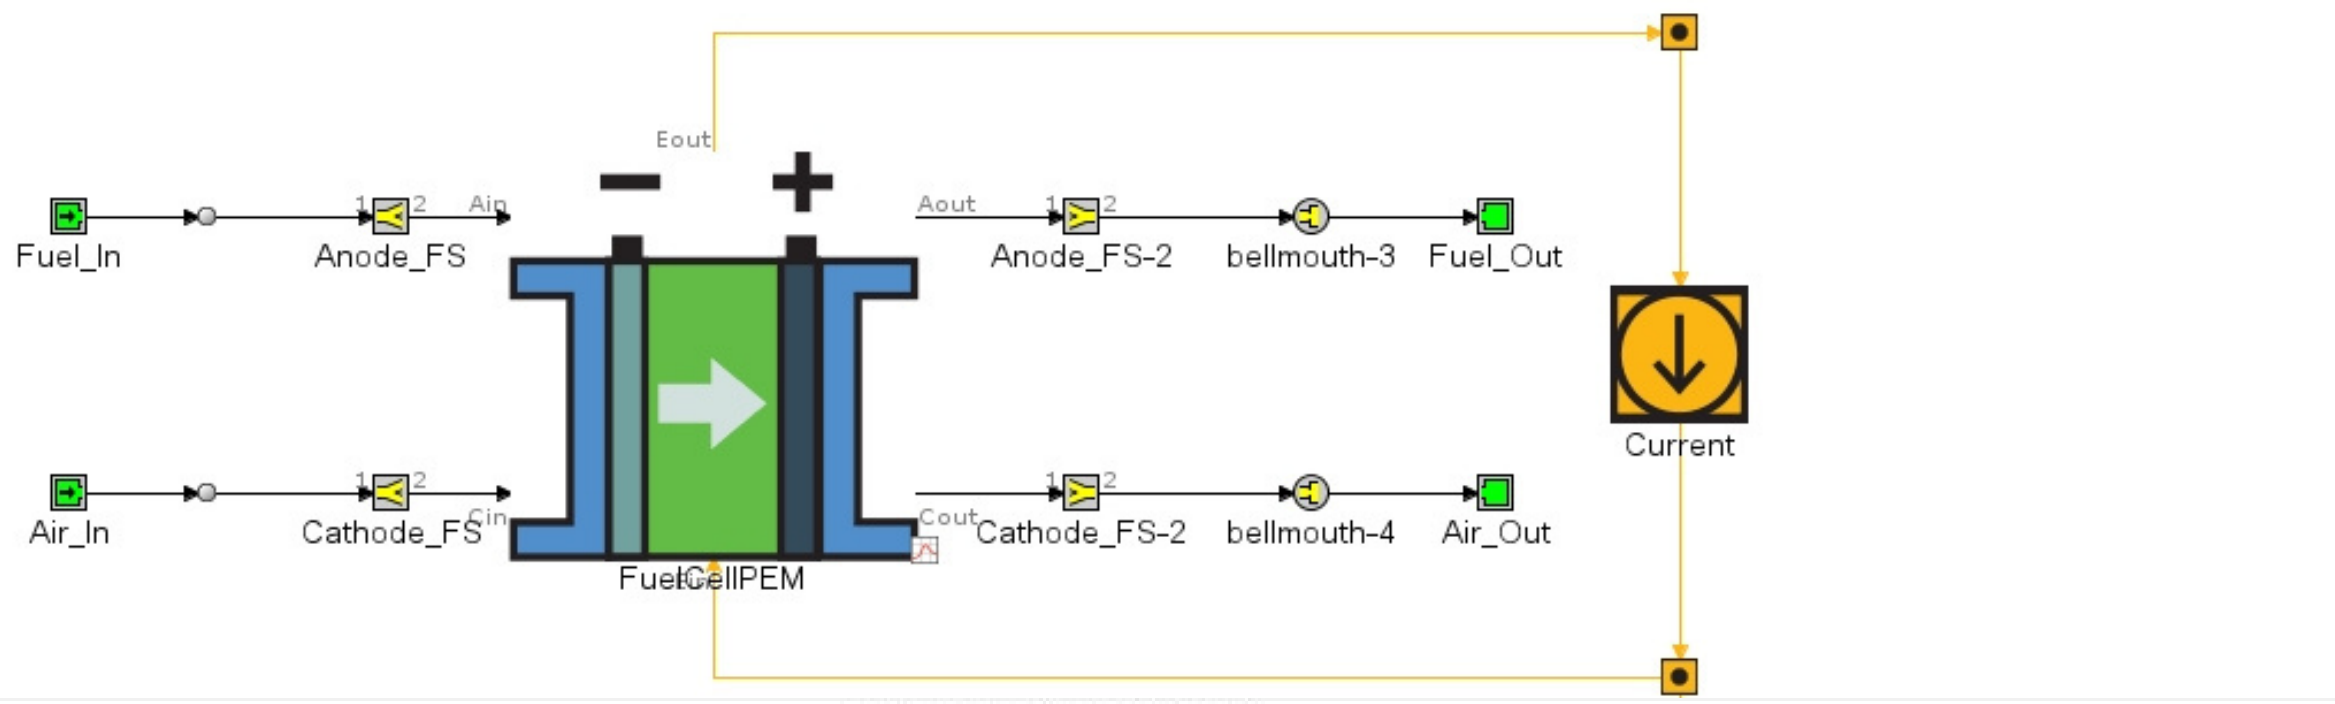 Eout
1 2 Ain
Aout 1 2
Fuel_In
Anode_FS
Anode_FS-2
bellmouth-3
Fuel_Out
Current
1 2
1 2
Cin
Cout
Air_In
Cathode_FS
Cathode_FS-2
bellmouth-4
Air_Out
FuelCellPEM